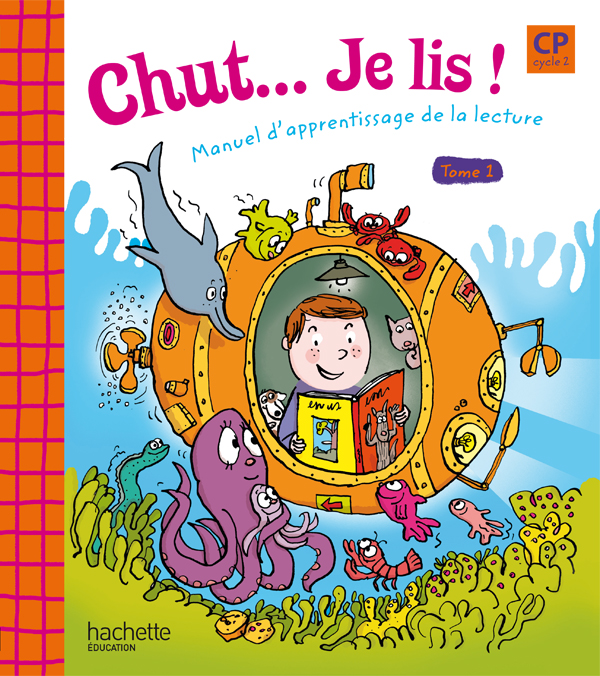 CP
cycle 2
Chut... Je lis !
Manuel d'apprentissage de la lecture
Tome 1
hachette
ÉDUCATION